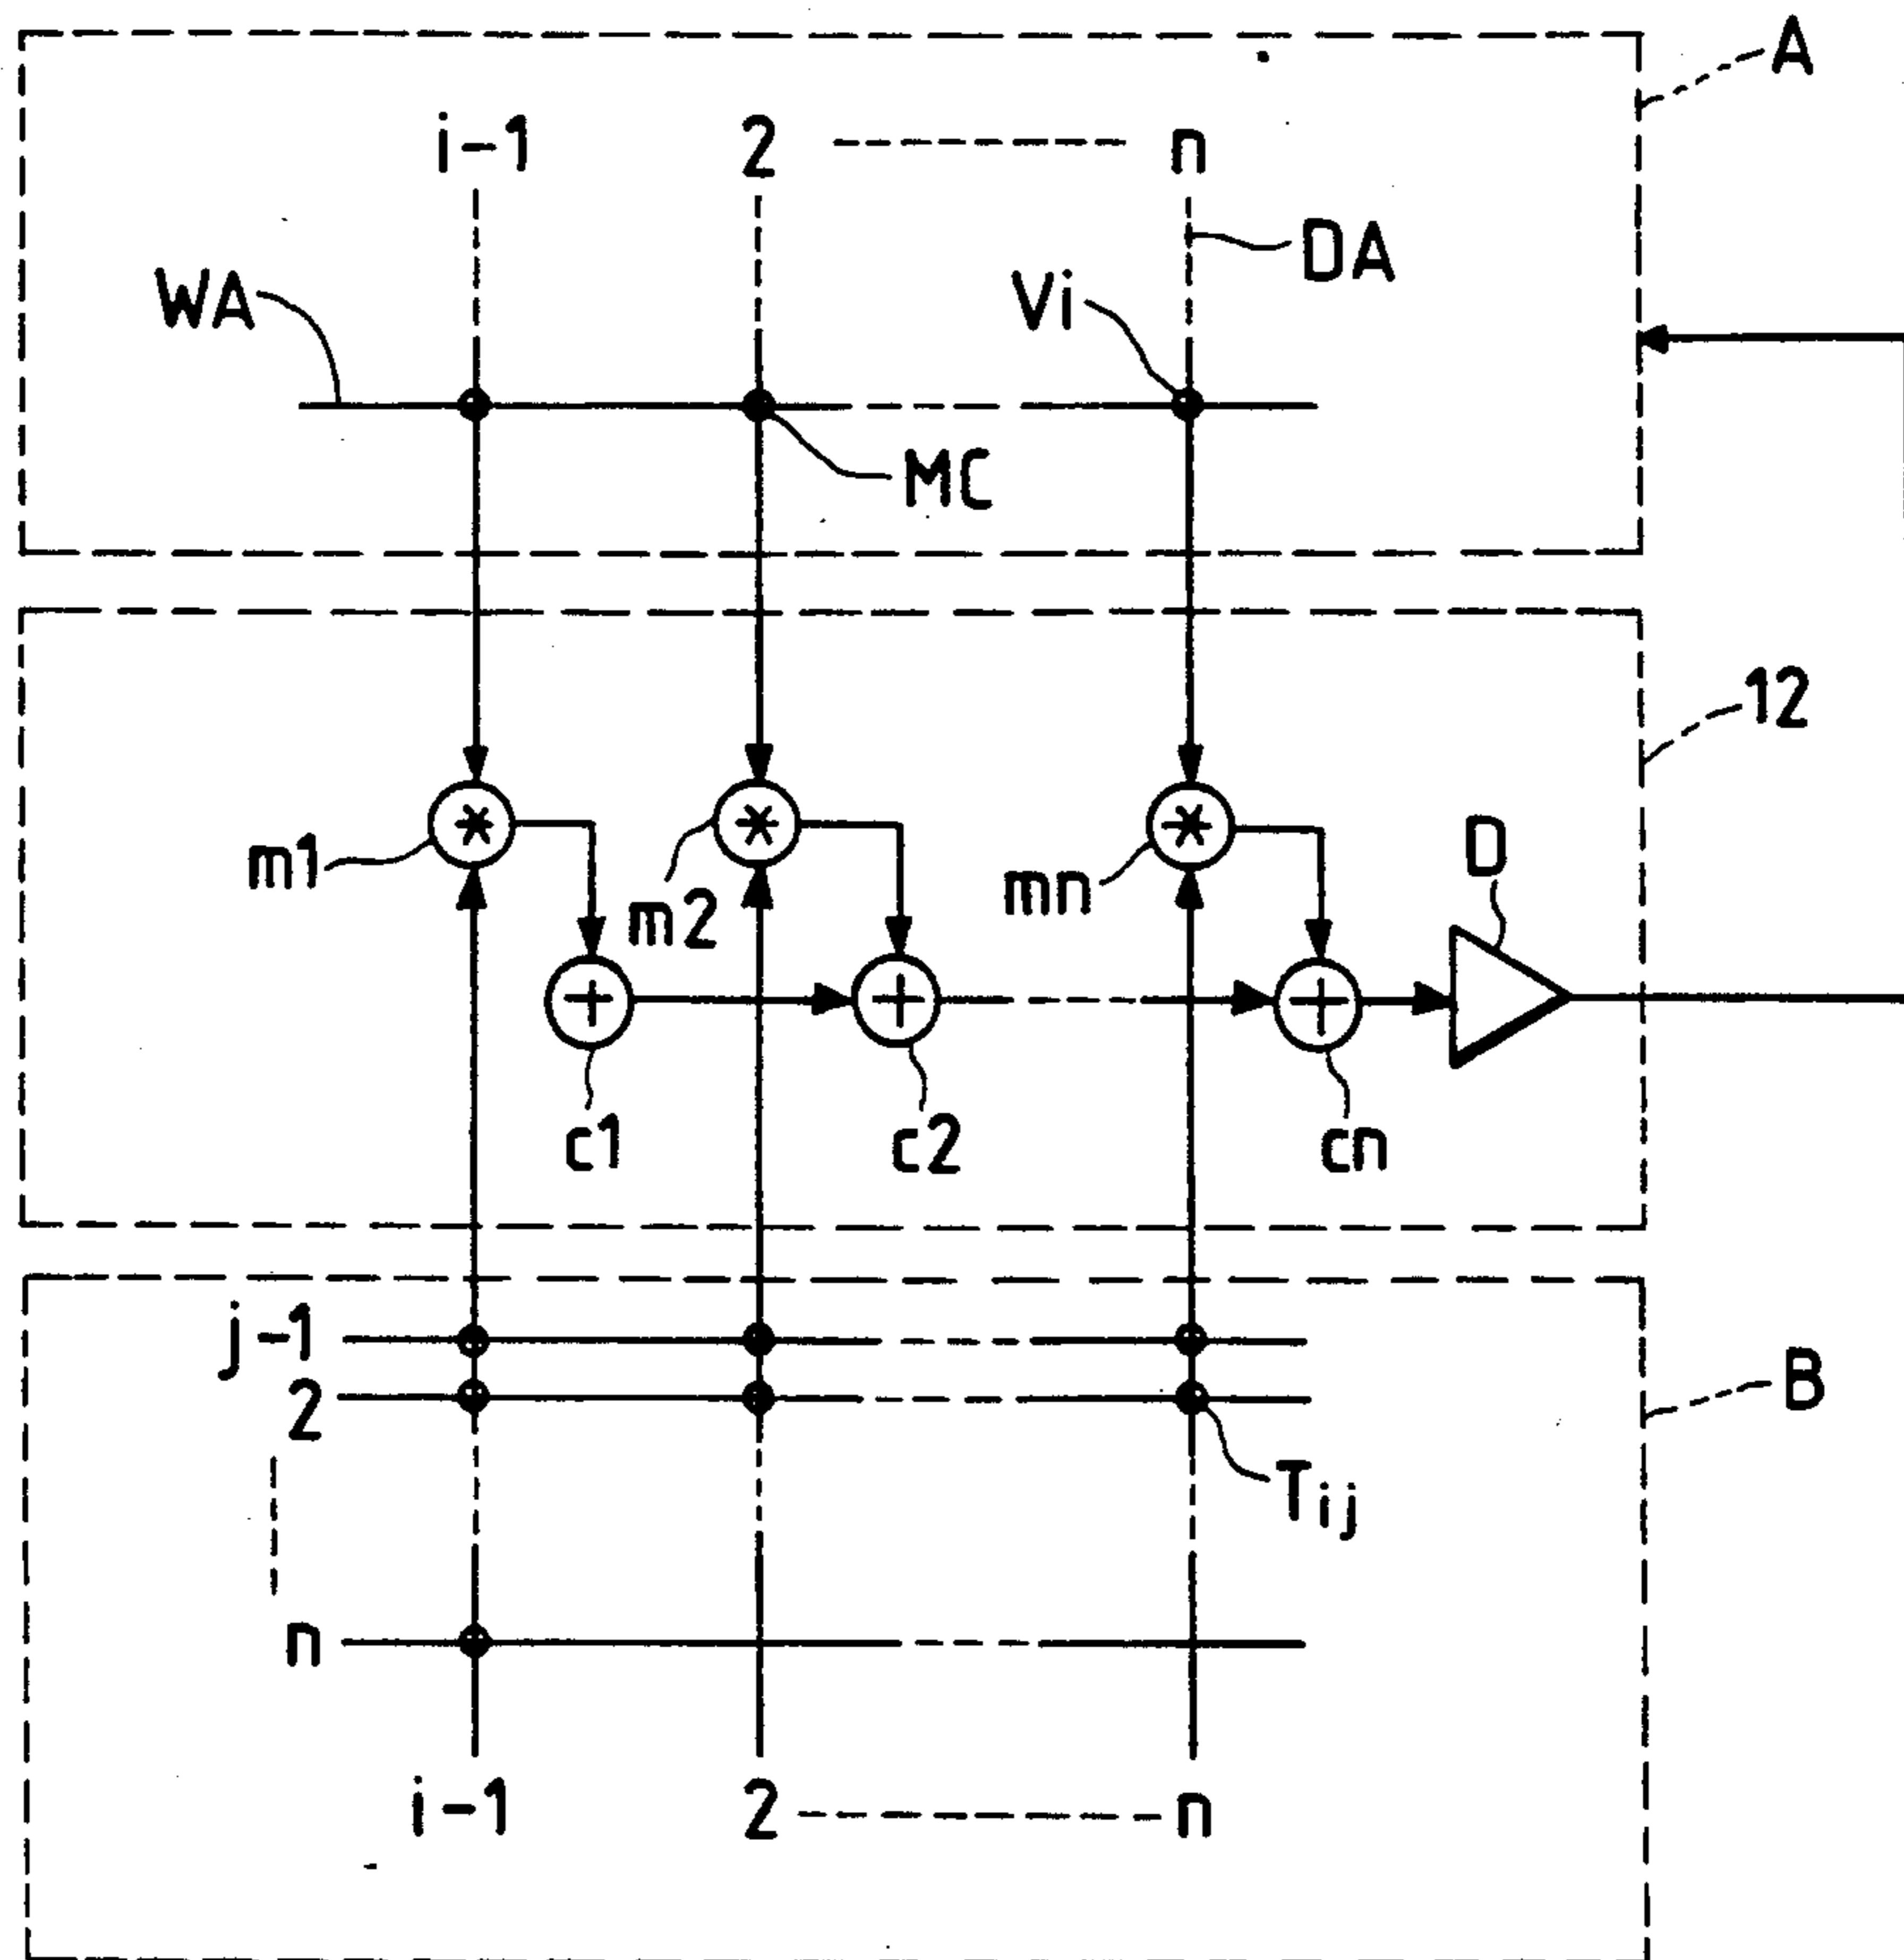 A
i-1 2 n
DA
WA
Vi
MC
12
* * *
m1
m2
mn
D
+ + +
c1
c2
cn
j-1
2
B
Tij
n
i-1 2 n